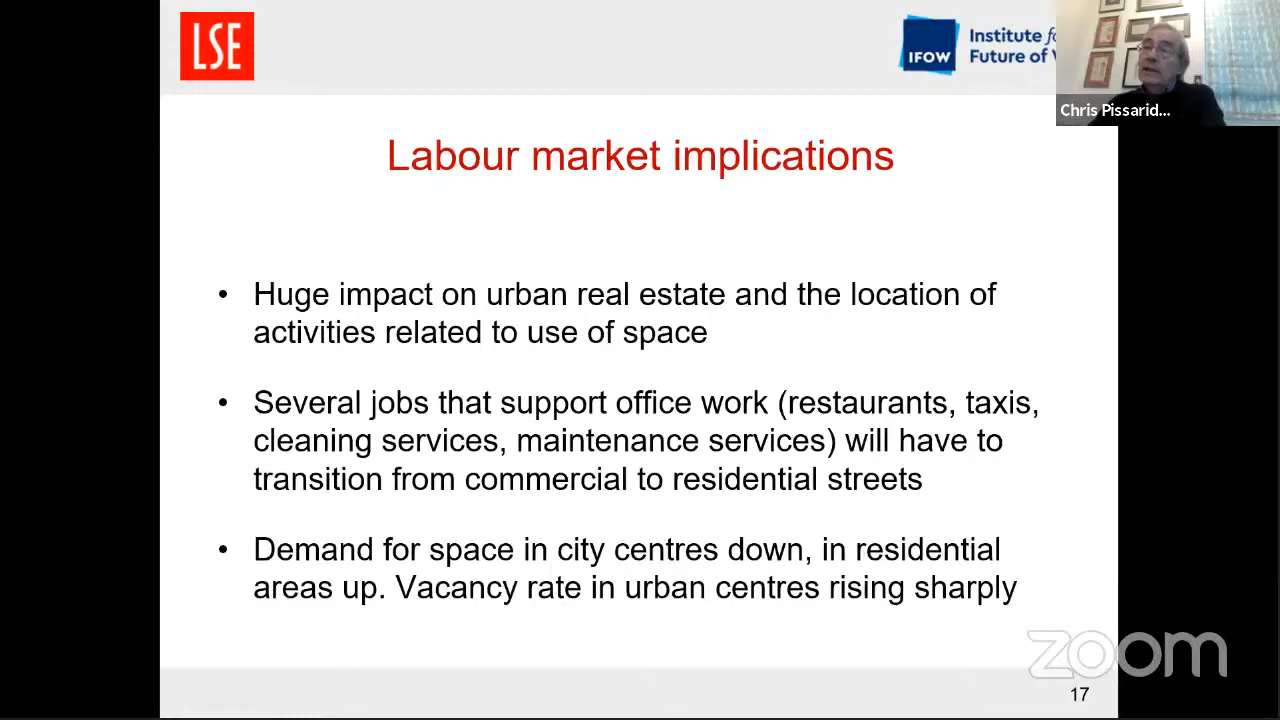 LSE
IFOW
Institute fo
Future of
Chris Pissarid...
Labour market implications
• Huge impact on urban real estate and the location of
activities related to use of space
• Several jobs that support office work (restaurants, taxis,
cleaning services, maintenance services) will have to
transition from commercial to residential streets
• Demand for space in city centres down, in residential
areas up. Vacancy rate in urban centres rising sharply
zoom
17